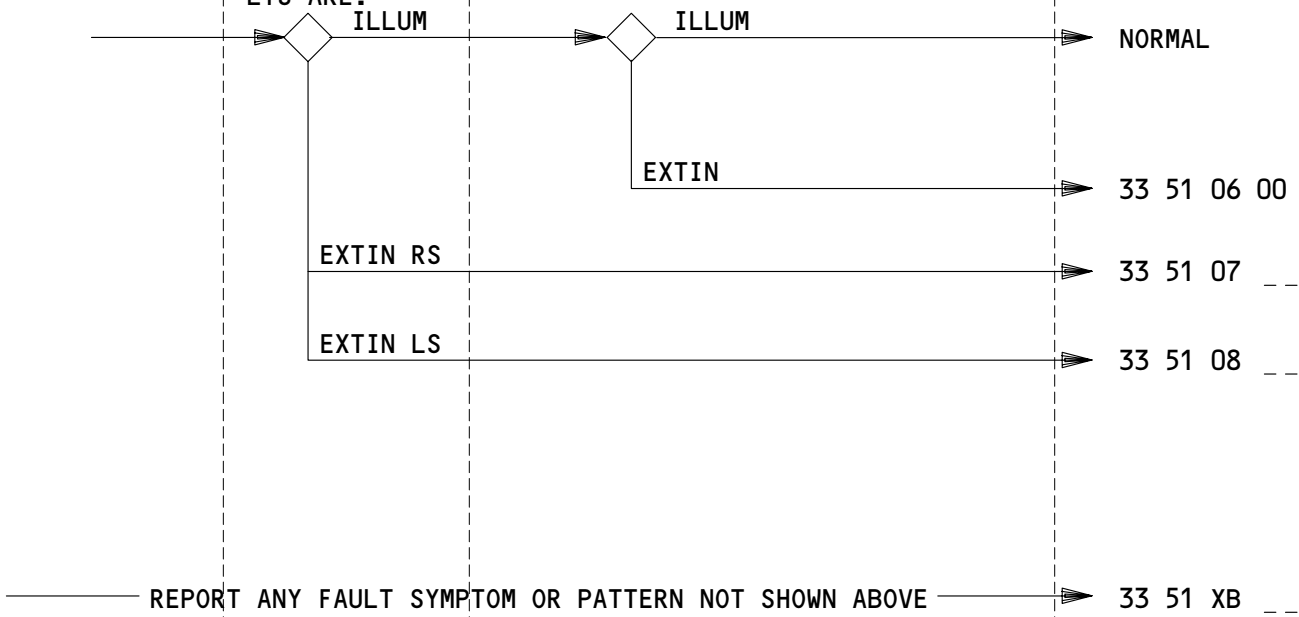 ILLUM
ILLUM
NORMAL
EXTIN
33 51 06 00
EXTIN RS
33 51 07 _ _
EXTIN LS
33 51 08 _ _
REPORT ANY FAULT SYMPTOM OR PATTERN NOT SHOWN ABOVE
33 51 XB _ _